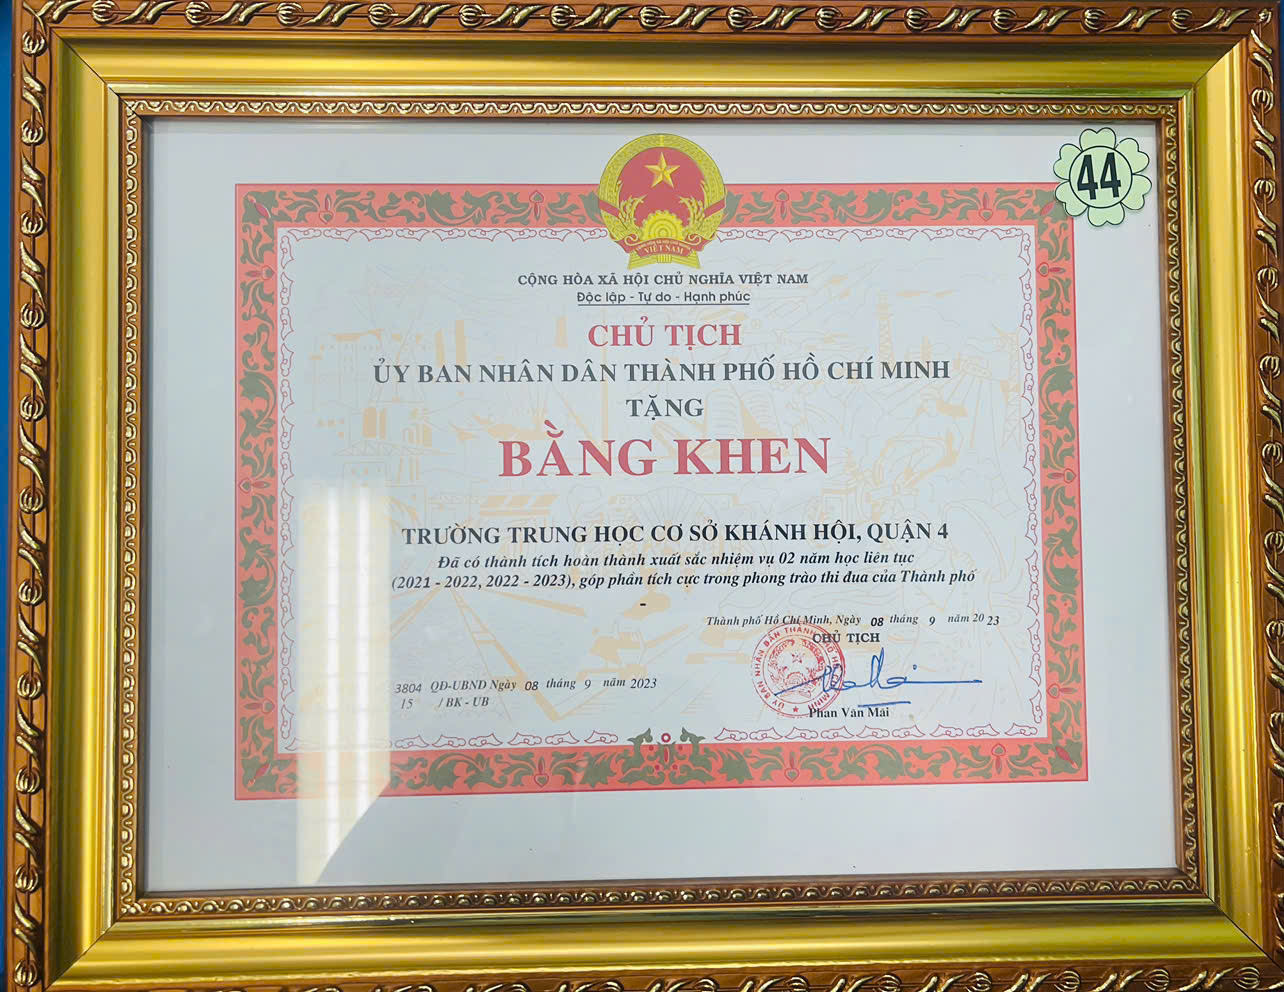 44
VIỆT NAM
CỘNG HÒA XÃ HỘI CHỦ NGHĨA VIỆT NAM
Độc lập - Tự do - Hạnh phúc
CHỦ TỊCH
ỦY BAN NHÂN DÂN THÀNH PHỐ HỒ CHÍ MINH
TẶNG
BẰNG KHEN
TRƯỜNG TRUNG HỌC CƠ SỞ KHÁNH HỘI, QUẬN 4
Đã có thành tích hoàn thành xuất sắc nhiệm vụ 02 năm học liên tục
(2021 - 2022, 2022 - 2023), góp phần tích cực trong phong trào thi đua của Thành phố
-
Thành phố Hồ Chí Minh, Ngày 08 tháng 9 năm 2023
CHỦ TỊCH
3804 QĐ-UBND Ngày 08 tháng 9 năm 2023
15 / BK - UB
Phan Văn Mãi